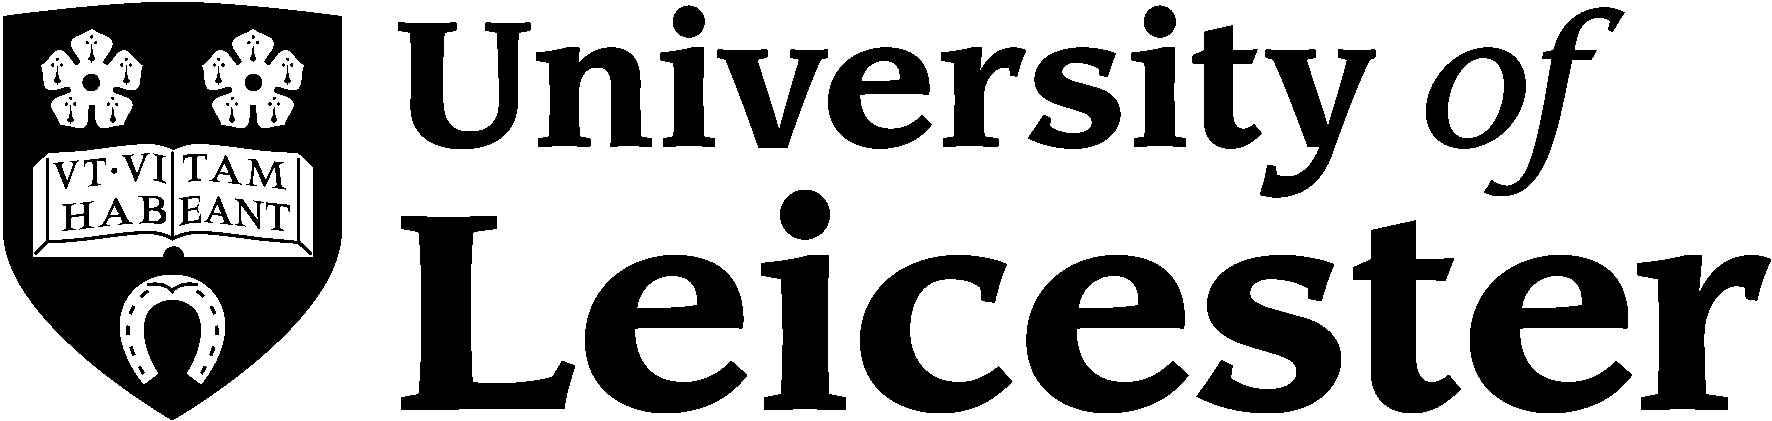 University of
Leicester
VT·VITAM
HABEANT